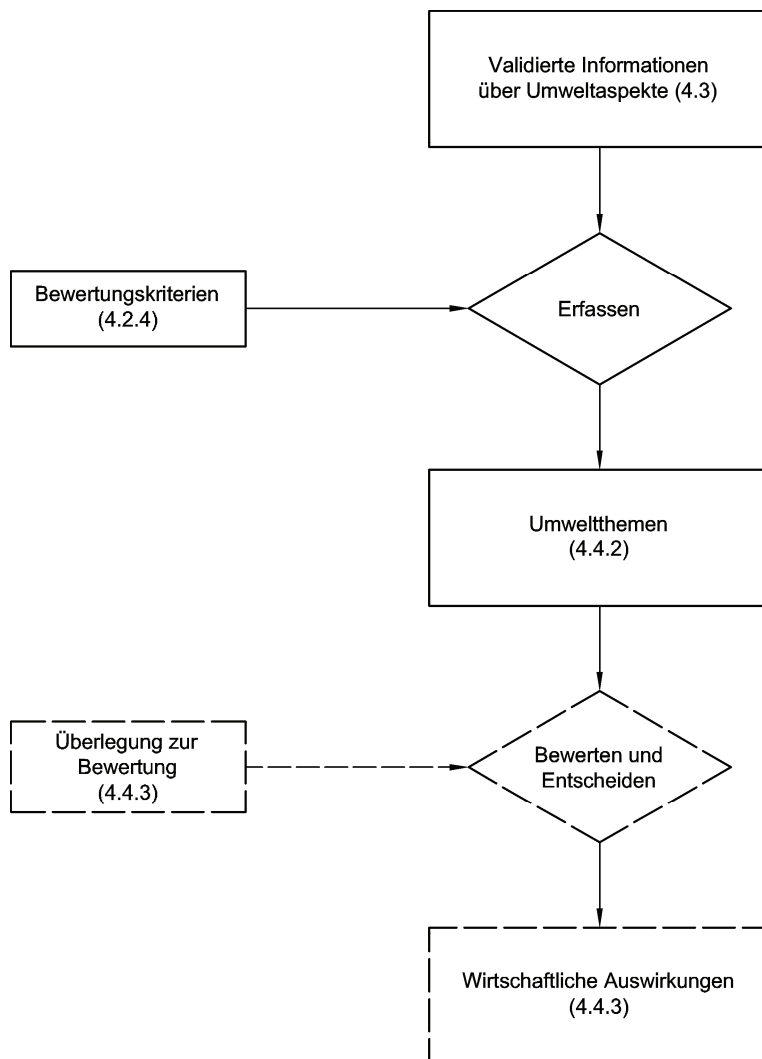 Validierte Informationen
über Umweltaspekte (4.3)
Bewertungskriterien
(4.2.4)
Erfassen
Umweltthemen
(4.4.2)
Überlegung zur
Bewertung
(4.4.3)
Bewerten und
Entscheiden
Wirtschaftliche Auswirkungen
(4.4.3)